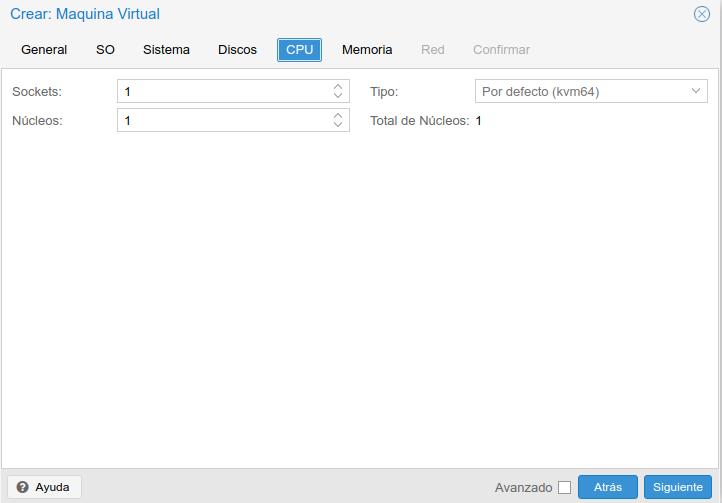 Crear: Maquina Virtual
General SO Sistema Discos CPU Memoria Red Confirmar
Sockets: 1 Tipo: Por defecto (kvm64)
Núcleos: 1 Total de Núcleos: 1
Ayuda Avanzado Atrás Siguiente